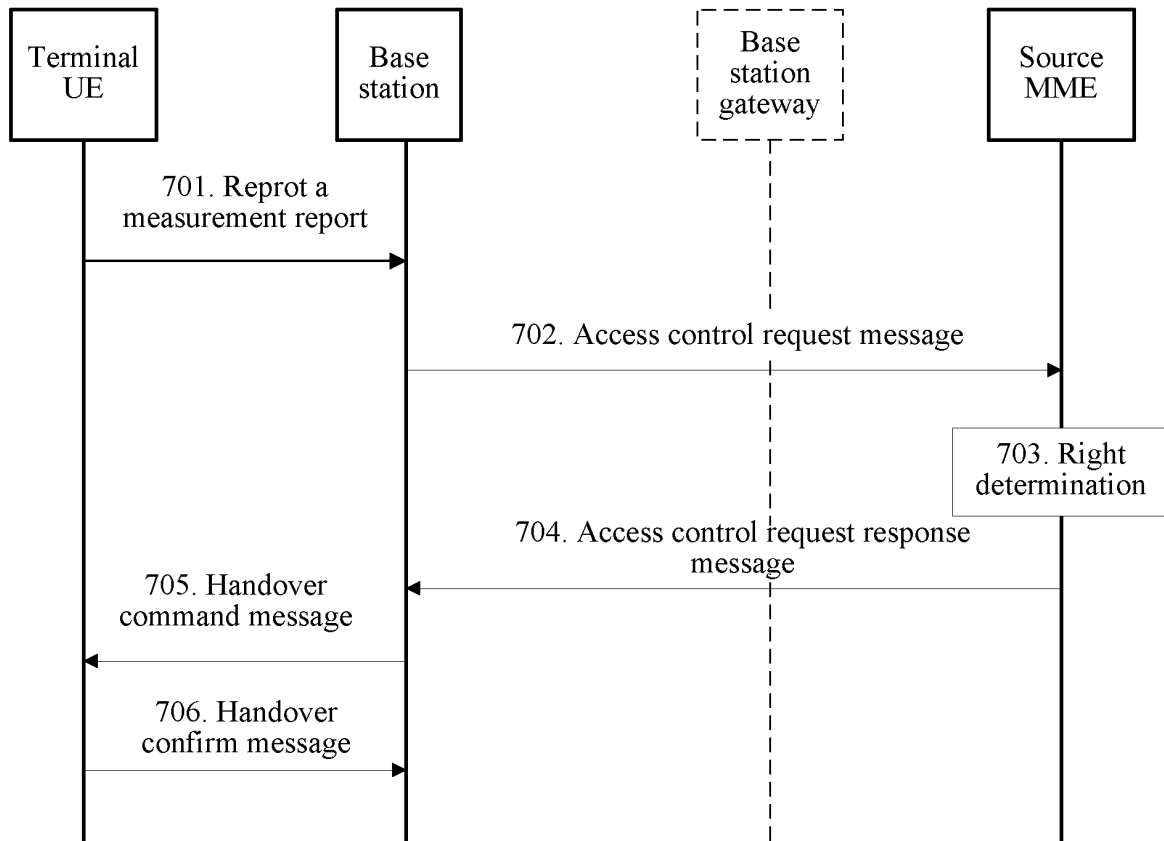 Terminal
UE
Base
station
Base
station
gateway
Source
MME
701. Reprot a
measurement report
702. Access control request message
703. Right
determination
704. Access control request response
message
705. Handover
command message
706. Handover
confirm message